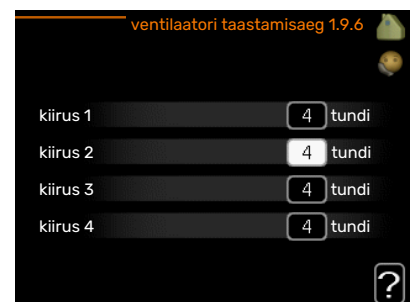 ventilaatori taastamisaeg 1.9.6
kiirus 1 4 tundi
kiirus 2 4 tundi
kiirus 3 4 tundi
kiirus 4 4 tundi
?